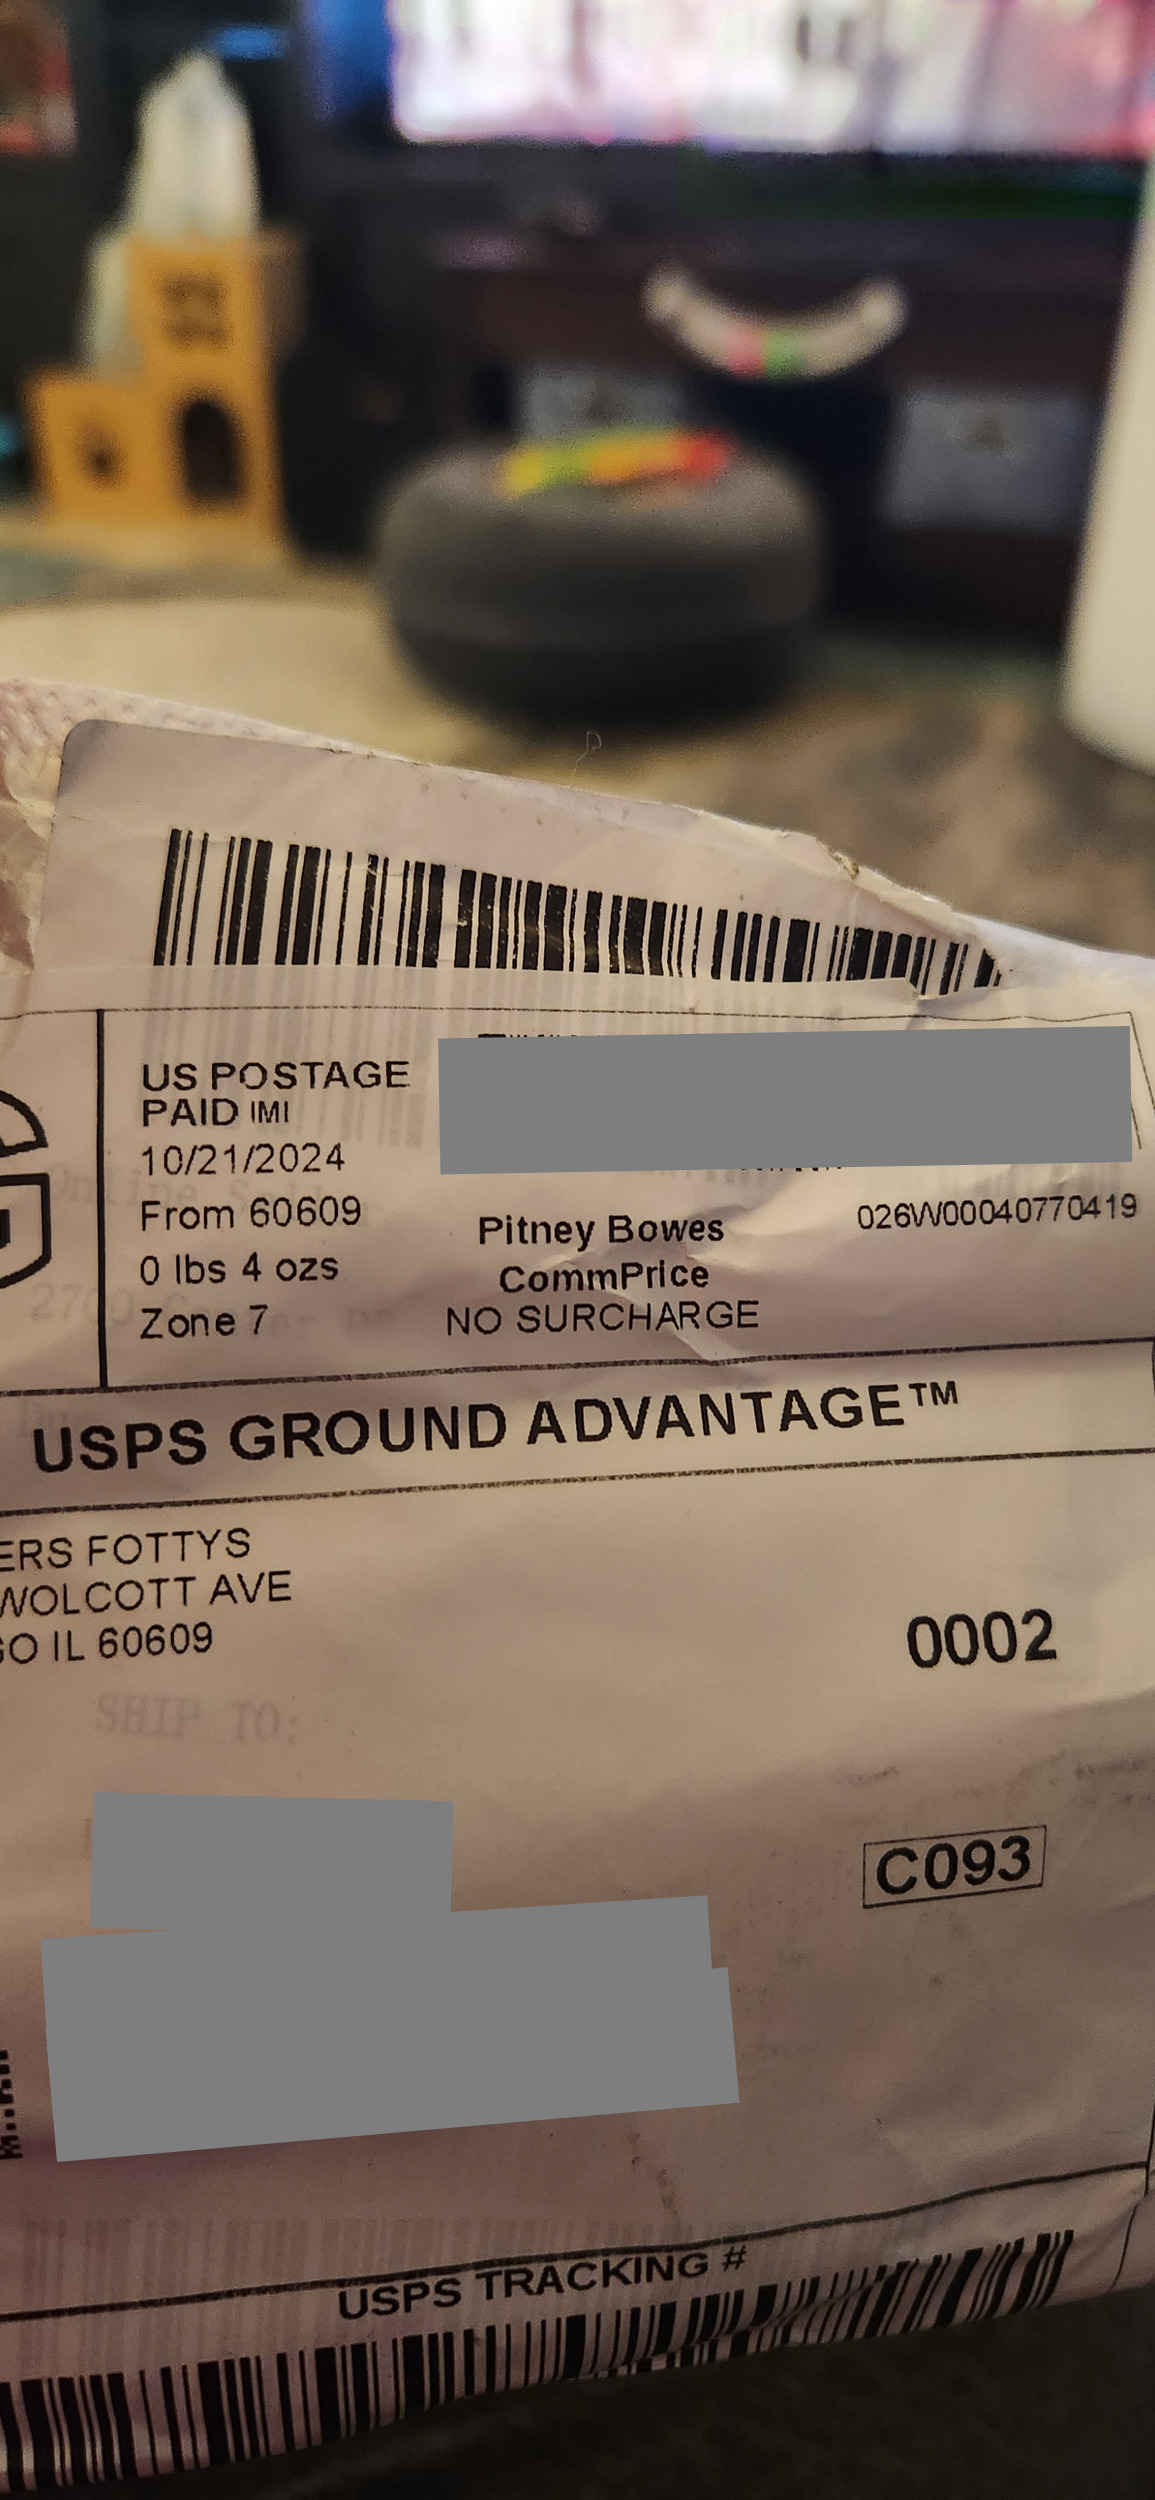 US POSTAGE
PAID IMI
10/21/2024
From 60609
0 lbs 4 ozs
Zone 7
Pitney Bowes
CommPrice
NO SURCHARGE
026W00040770419
USPS GROUND ADVANTAGE™
ERS FOTTYS
WOLCOTT AVE
GO IL 60609
0002
SHIP TO:
C093
USPS TRACKING #